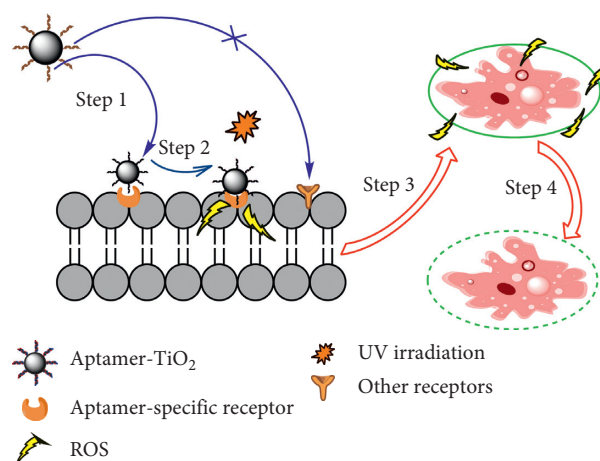 Step 1
Step 2
Step 3
Step 4
Aptamer-TiO₂
Aptamer-specific receptor
ROS
UV irradiation
Other receptors